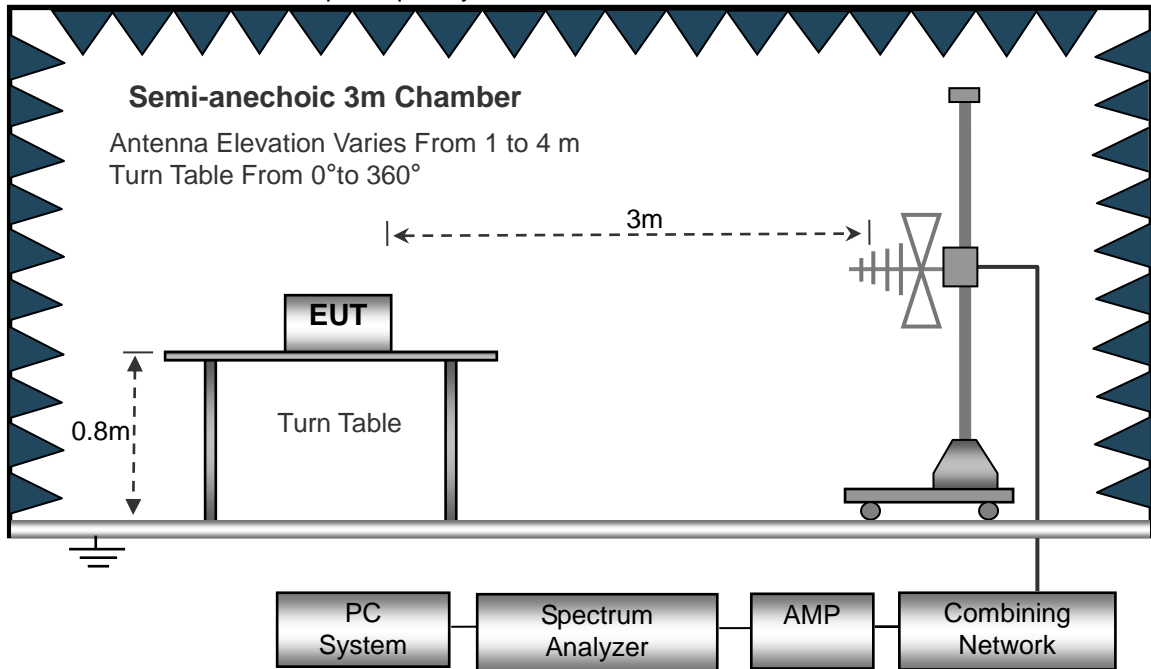 Semi-anechoic 3m Chamber
Antenna Elevation Varies From 1 to 4 m
Turn Table From 0°to 360°
3m
EUT
0.8m
Turn Table
PC
System
Spectrum
Analyzer
AMP
Combining
Network